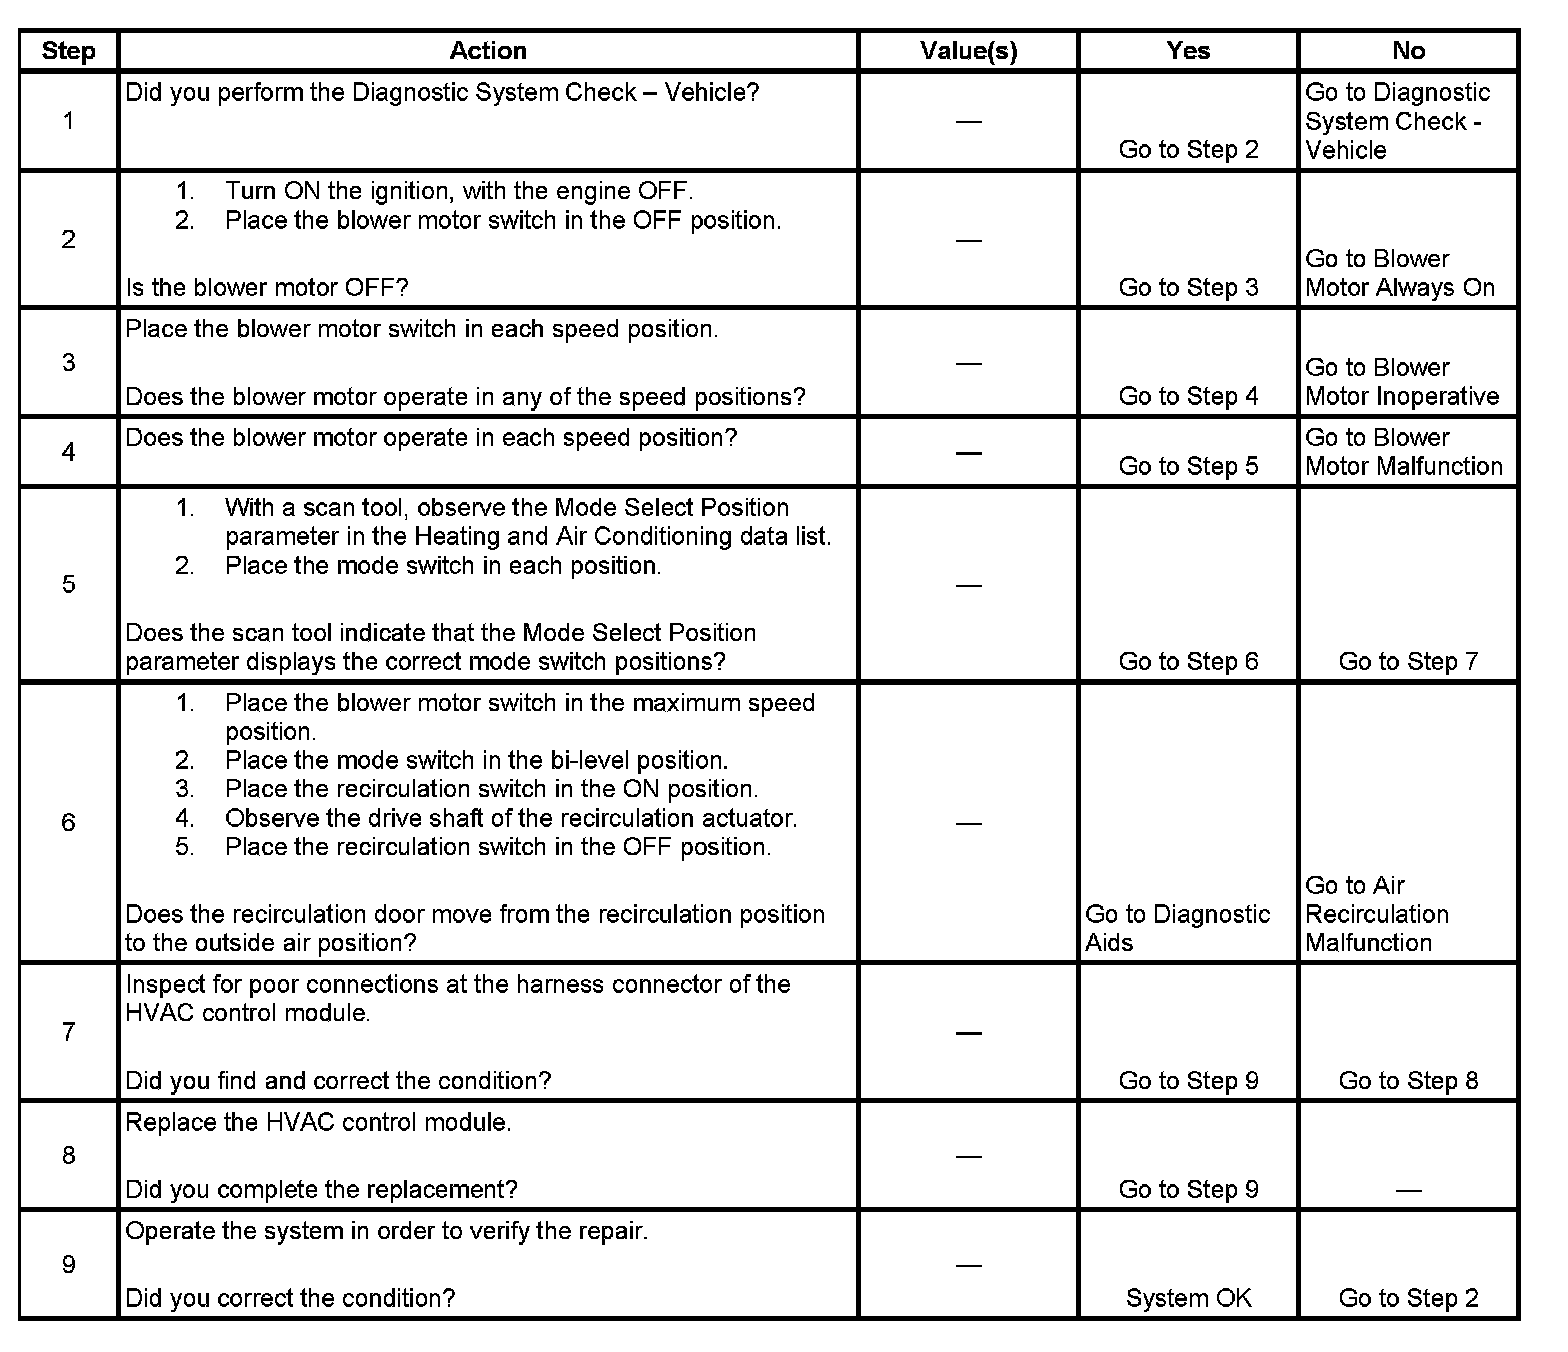 Step Action Value(s) Yes No
1
Did you perform the Diagnostic System Check – Vehicle?
—
Go to Step 2
Go to Diagnostic
System Check -
Vehicle
2
1. Turn ON the ignition, with the engine OFF.
2. Place the blower motor switch in the OFF position.
Is the blower motor OFF?
—
Go to Step 3
Go to Blower
Motor Always On
3
Place the blower motor switch in each speed position.
Does the blower motor operate in any of the speed positions?
—
Go to Step 4
Go to Blower
Motor Inoperative
4
Does the blower motor operate in each speed position?
—
Go to Step 5
Go to Blower
Motor Malfunction
5
1. With a scan tool, observe the Mode Select Position
parameter in the Heating and Air Conditioning data list.
2. Place the mode switch in each position.
Does the scan tool indicate that the Mode Select Position
parameter displays the correct mode switch positions?
—
Go to Step 6
Go to Step 7
6
1. Place the blower motor switch in the maximum speed
position.
2. Place the mode switch in the bi-level position.
3. Place the recirculation switch in the ON position.
4. Observe the drive shaft of the recirculation actuator.
5. Place the recirculation switch in the OFF position.
Does the recirculation door move from the recirculation position
to the outside air position?
—
Go to Diagnostic
Aids
Go to Air
Recirculation
Malfunction
7
Inspect for poor connections at the harness connector of the
HVAC control module.
Did you find and correct the condition?
—
Go to Step 9
Go to Step 8
8
Replace the HVAC control module.
Did you complete the replacement?
—
Go to Step 9
—
9
Operate the system in order to verify the repair.
Did you correct the condition?
—
System OK
Go to Step 2